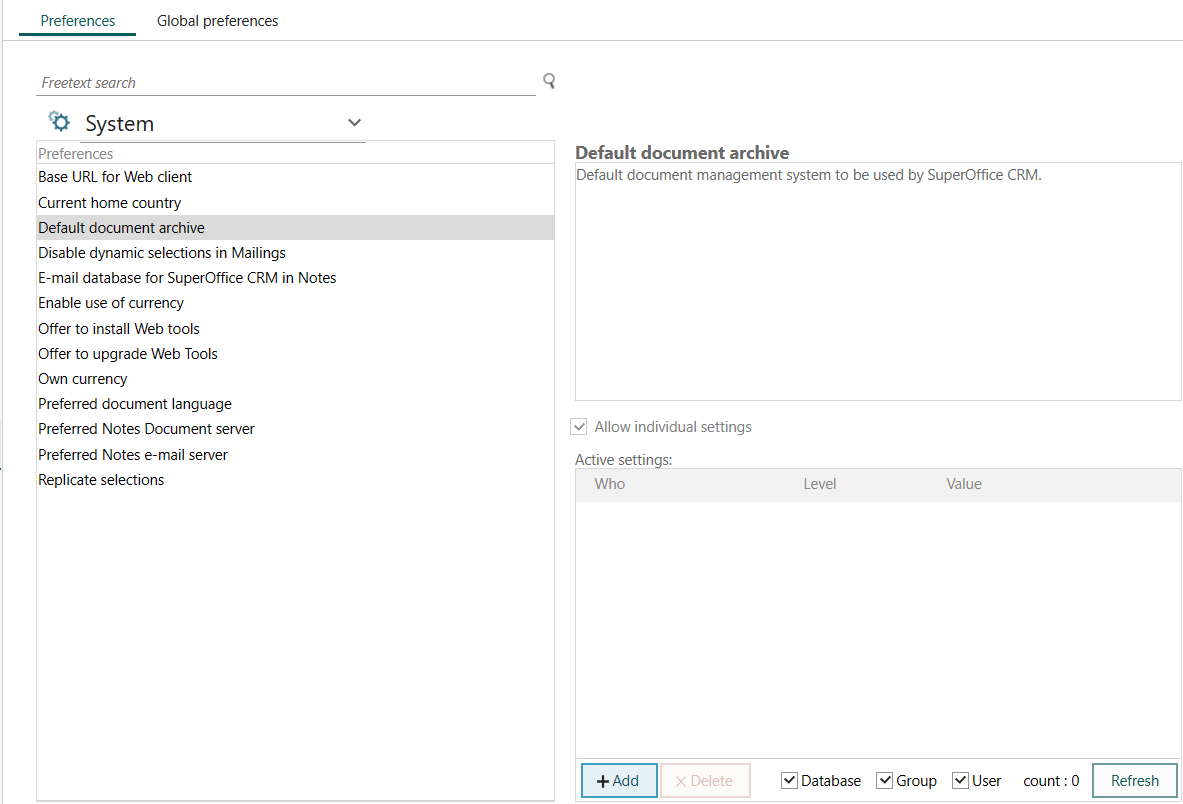 Preferences Global preferences
Freetext search
System
Preferences
Base URL for Web client
Current home country
Default document archive
Disable dynamic selections in Mailings
E-mail database for SuperOffice CRM in Notes
Enable use of currency
Offer to install Web tools
Offer to upgrade Web Tools
Own currency
Preferred document language
Preferred Notes Document server
Preferred Notes e-mail server
Replicate selections
Default document archive
Default document management system to be used by SuperOffice CRM.
Allow individual settings
Active settings:
Who Level Value
Add Delete Database Group User count : 0 Refresh